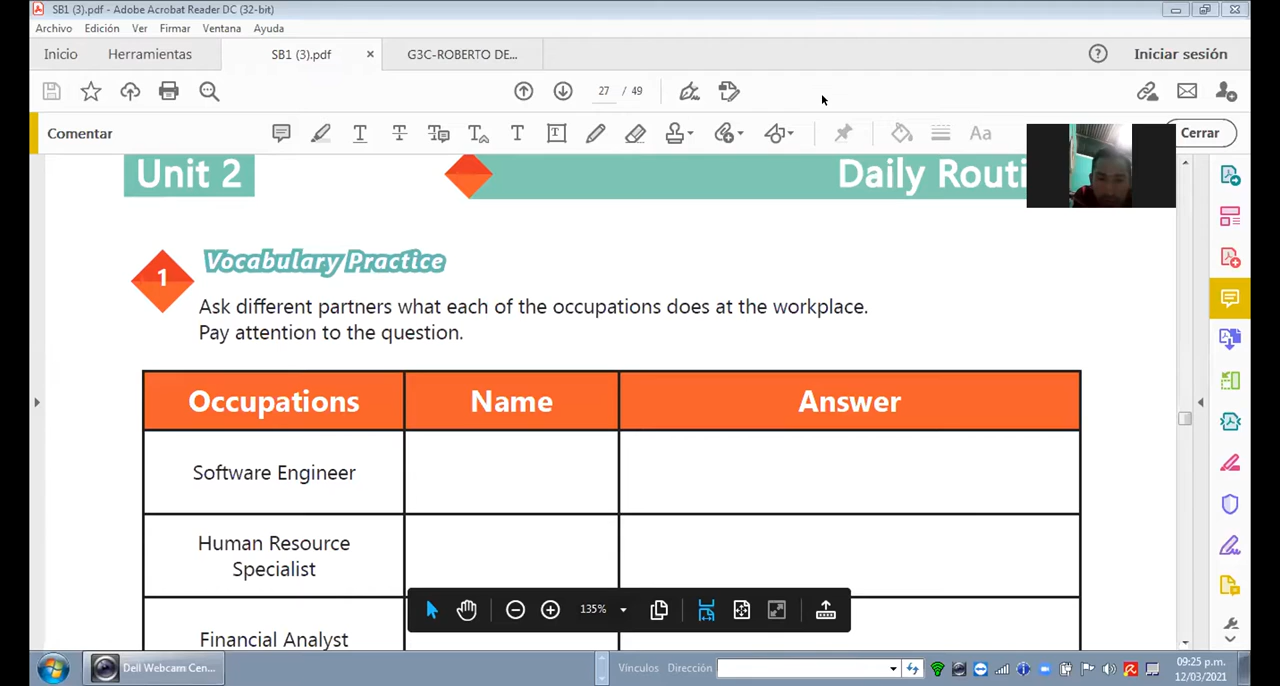 SB1 (3).pdf - Adobe Acrobat Reader DC (32-bit)
Archivo Edición Ver Firmar Ventana Ayuda
Inicio Herramientas SB1 (3).pdf × G3C-ROBERTO DE... Iniciar sesión
27 / 49
Comentar Aa Cerrar
Unit 2 Daily Routi
1 Vocabulary Practice
Ask different partners what each of the occupations does at the workplace.
Pay attention to the question.
Occupations Name Answer
Software Engineer
Human Resource
Specialist
135%
Financial Analyst
Dell Webcam Cen... Vínculos Dirección 09:25 p.m.
12/03/2021